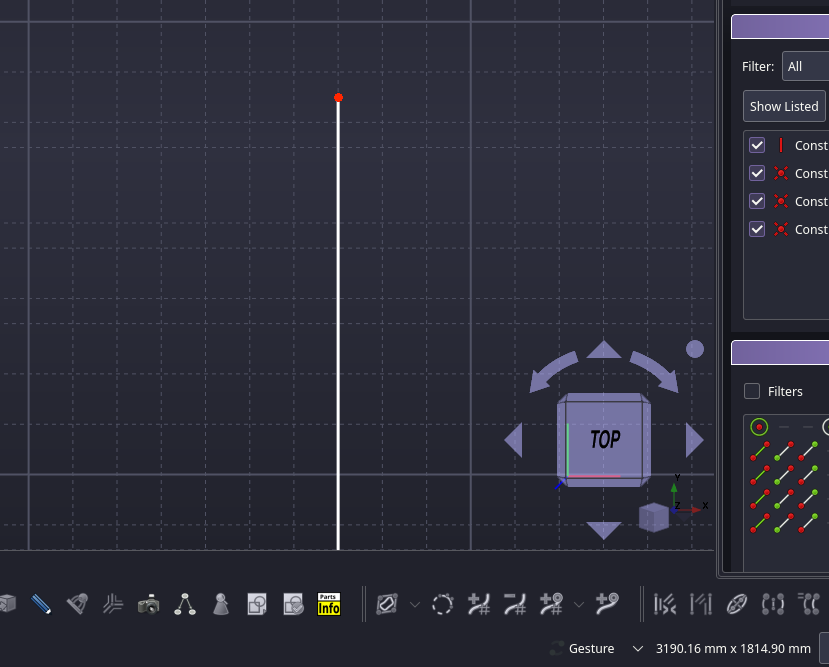 Filter:
All
Show Listed
Const
Const
Const
Const
Filters
TOP
Y
Z
X
Parts
Info
Gesture
3190.16 mm x 1814.90 mm